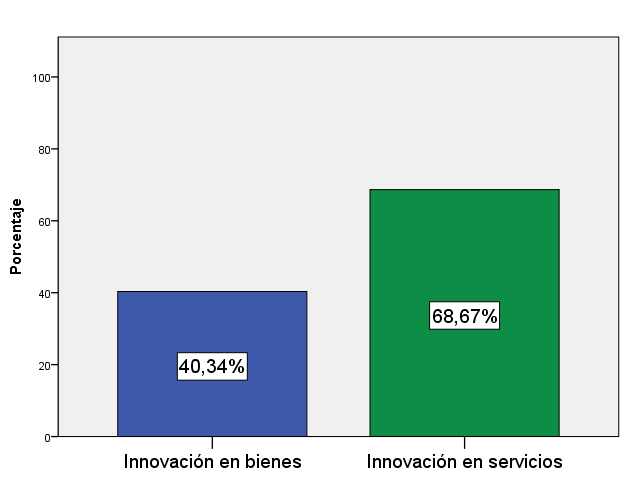 Porcentaje
100
80
60
40
20
0
40,34%
68,67%
Innovación en bienes
Innovación en servicios